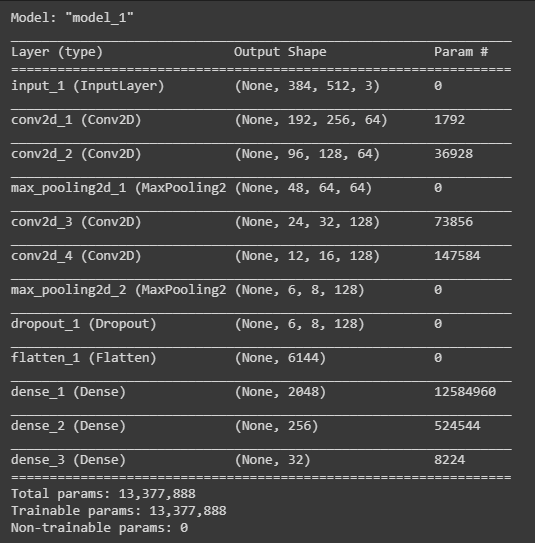 Model: "model_1"
Layer (type) Output Shape Param #
input_1 (InputLayer) (None, 384, 512, 3) 0
conv2d_1 (Conv2D) (None, 192, 256, 64) 1792
conv2d_2 (Conv2D) (None, 96, 128, 64) 36928
max_pooling2d_1 (MaxPooling2 (None, 48, 64, 64) 0
conv2d_3 (Conv2D) (None, 24, 32, 128) 73856
conv2d_4 (Conv2D) (None, 12, 16, 128) 147584
max_pooling2d_2 (MaxPooling2 (None, 6, 8, 128) 0
dropout_1 (Dropout) (None, 6, 8, 128) 0
flatten_1 (Flatten) (None, 6144) 0
dense_1 (Dense) (None, 2048) 12584960
dense_2 (Dense) (None, 256) 524544
dense_3 (Dense) (None, 32) 8224
Total params: 13,377,888
Trainable params: 13,377,888
Non-trainable params: 0